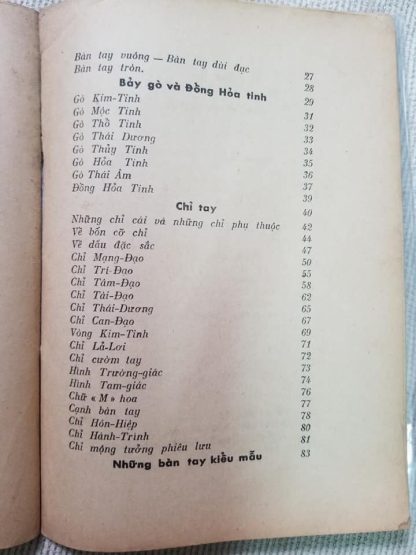 Bàn tay vuông — Bàn tay dùi đục
Bàn tay tròn. 27
Bảy gò và Đồng Hỏa tinh 28
Gò Kim-Tinh 29
Gò Mộc Tinh 31
Gò Thổ Tinh 32
Gò Thái Dương 33
Gò Thủy Tinh 34
Gò Hỏa Tinh 35
Gò Thái Âm 36
Đồng Hỏa Tinh 37
39
Chỉ tay 40
Những chỉ cái và những chỉ phụ thuộc 42
Về bốn cỡ chỉ 44
Về dấu đặc sắc 47
Chỉ Mạng-Đạo 50
Chỉ Trí-Đạo 55
Chỉ Tâm-Đạo 58
Chỉ Tài-Đạo 62
Chỉ Thái-Dương 65
Chỉ Can-Đạo 67
Vòng Kim-Tinh 69
Chỉ Lả-Lơi 71
Chỉ cườm tay 72
Hình Trường-giác 73
Hình Tam-giác 74
Chữ « M » hoa 76
Cạnh bàn tay 77
Chỉ Hôn-Hiệp 78
Chỉ Hành-Trình 80
Chỉ mộng tưởng phiêu lưu 81
Những bàn tay kiểu mẫu 83